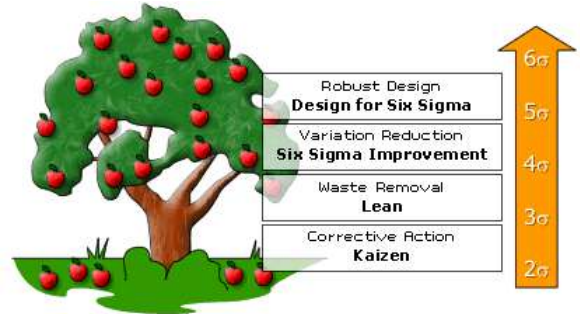 Robust Design
Design for Six Sigma
Variation Reduction
Six Sigma Improvement
Waste Removal
Lean
Corrective Action
Kaizen
6σ
5σ
4σ
3σ
2σ